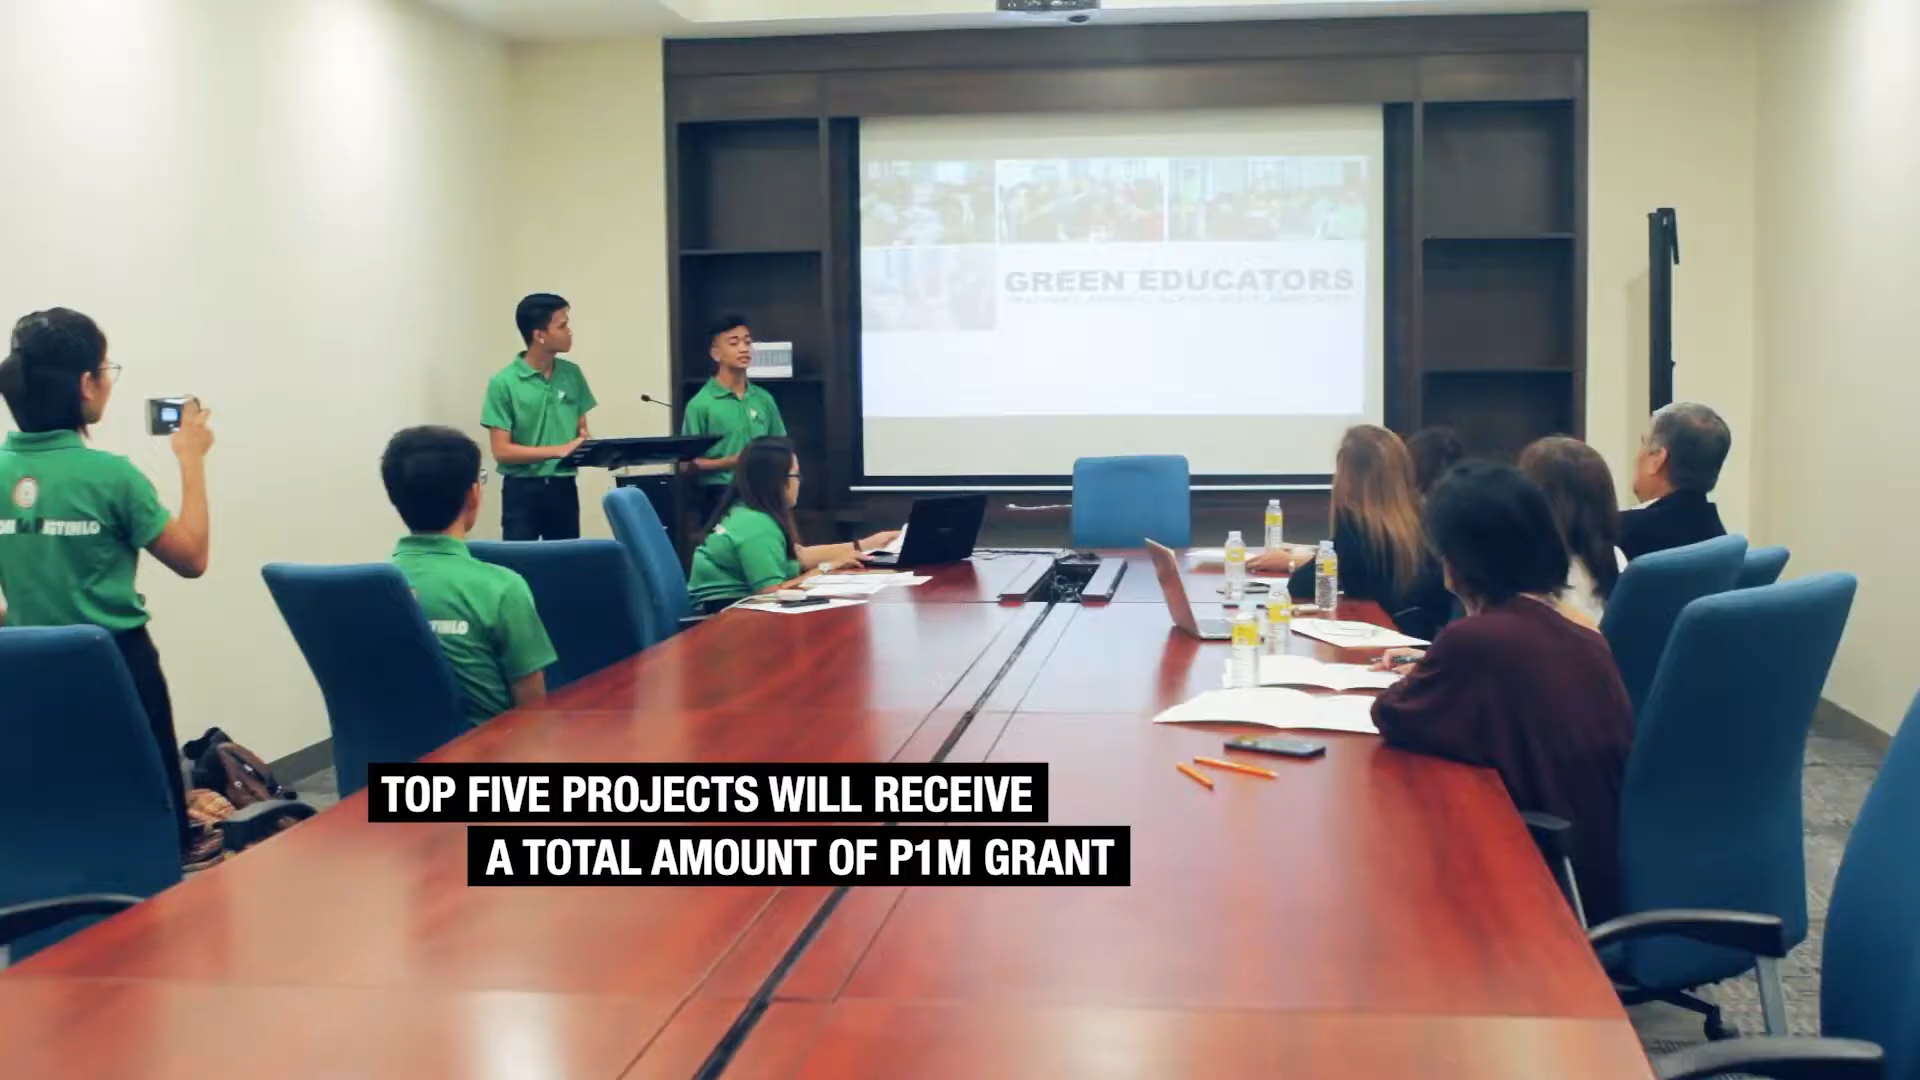 GREEN EDUCATORS
TOP FIVE PROJECTS WILL RECEIVE
A TOTAL AMOUNT OF P1M GRANT